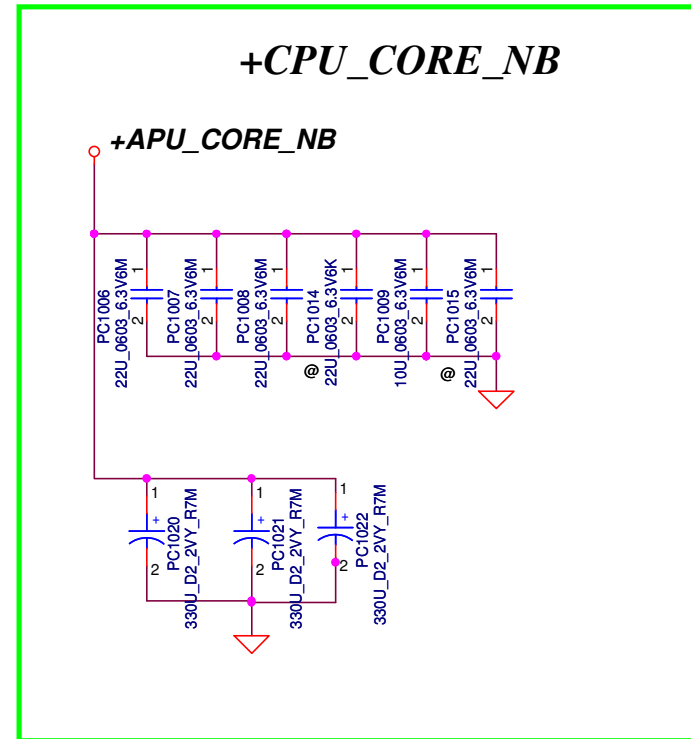 +CPU_CORE_NB
+APU_CORE_NB
PC1006
22U_0603_6.3V6M
1
2
PC1007
22U_0603_6.3V6M
1
2
PC1008
22U_0603_6.3V6M
1
2
@
PC1014
22U_0603_6.3V6K
1
2
PC1009
10U_0603_6.3V6M
1
2
@
PC1015
22U_0603_6.3V6M
1
2
1
+
2
PC1020
330U_D2_2VY_R7M
1
+
2
PC1021
330U_D2_2VY_R7M
1
+
2
PC1022
330U_D2_2VY_R7M